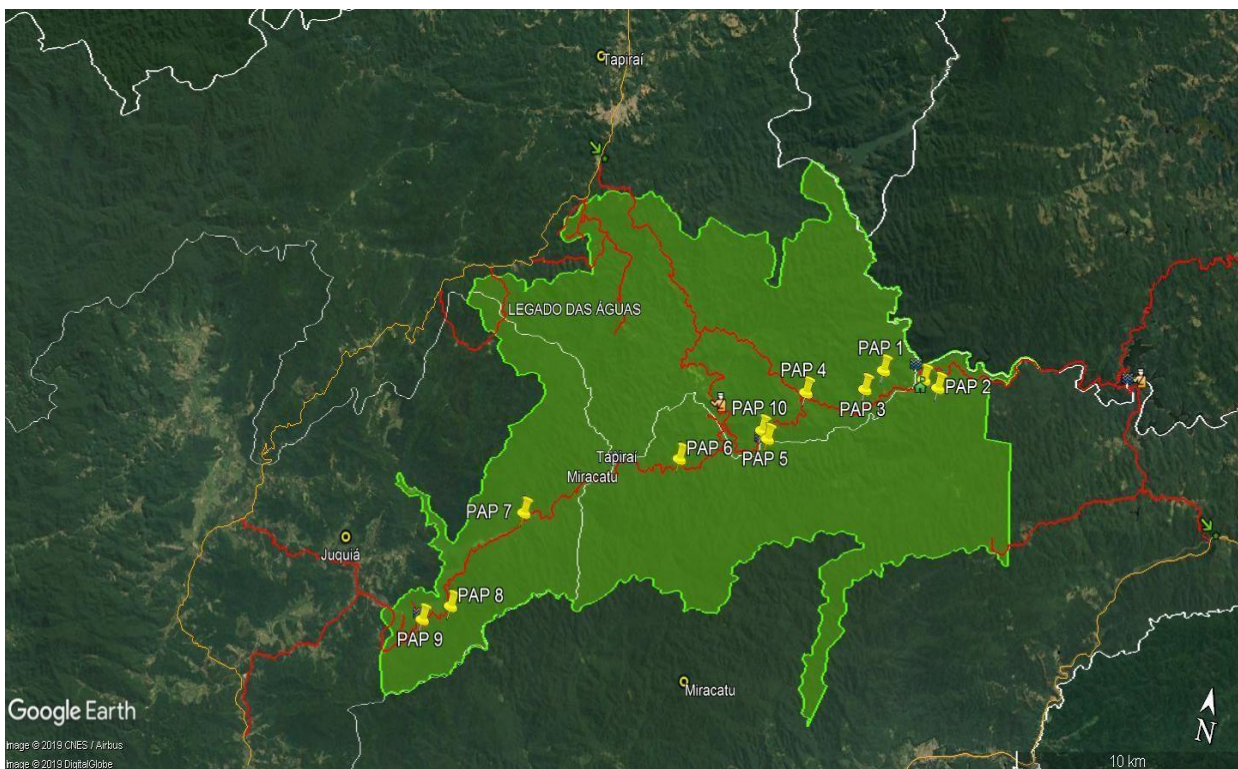 Tapiraí
LEGADO DAS ÁGUAS
PAP 1
PAP 4
PAP 2
PAP 3
PAP 10
PAP 6
PAP 5
Tapiraí
Miracatu
PAP 7
Juquiá
PAP 8
PAP 9
Miracatu
Google Earth
N
Image © 2019 CNES / Airbus
Image © 2019 DigitalGlobe
10 km